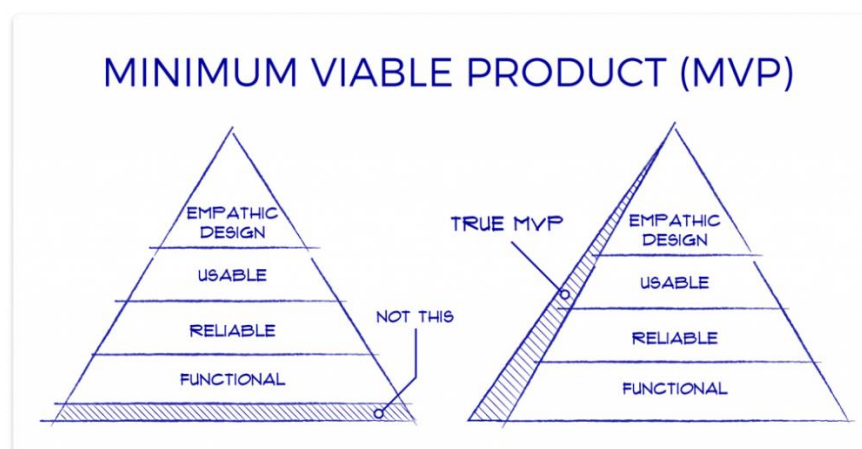 MINIMUM VIABLE PRODUCT (MVP)
EMPATHIC
DESIGN
USABLE
RELIABLE
FUNCTIONAL
NOT THIS
TRUE MVP
EMPATHIC
DESIGN
USABLE
RELIABLE
FUNCTIONAL